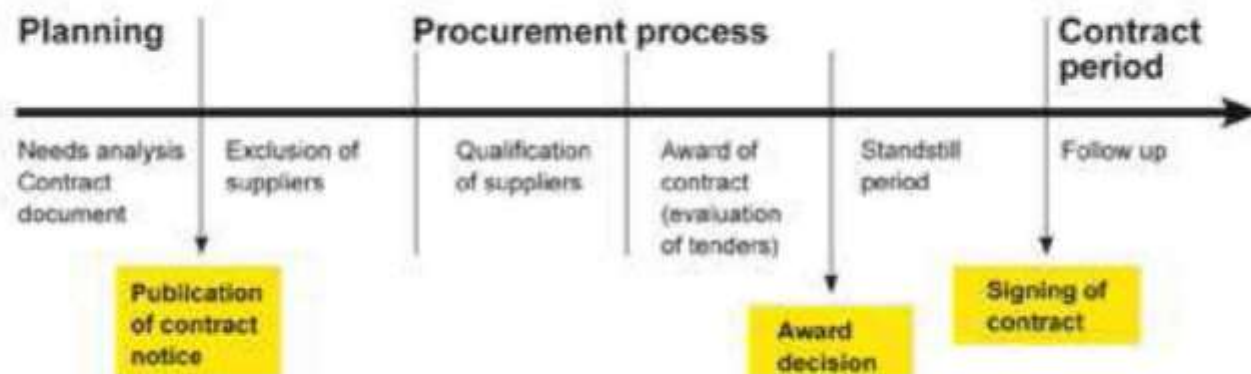 Planning
Procurement process
Contract
period
Needs analysis
Contract
document
Exclusion of
suppliers
Qualification
of suppliers
Award of
contract
(evaluation
of tenders)
Standstill
period
Follow up
Publication
of contract
notice
Award
decision
Signing of
contract